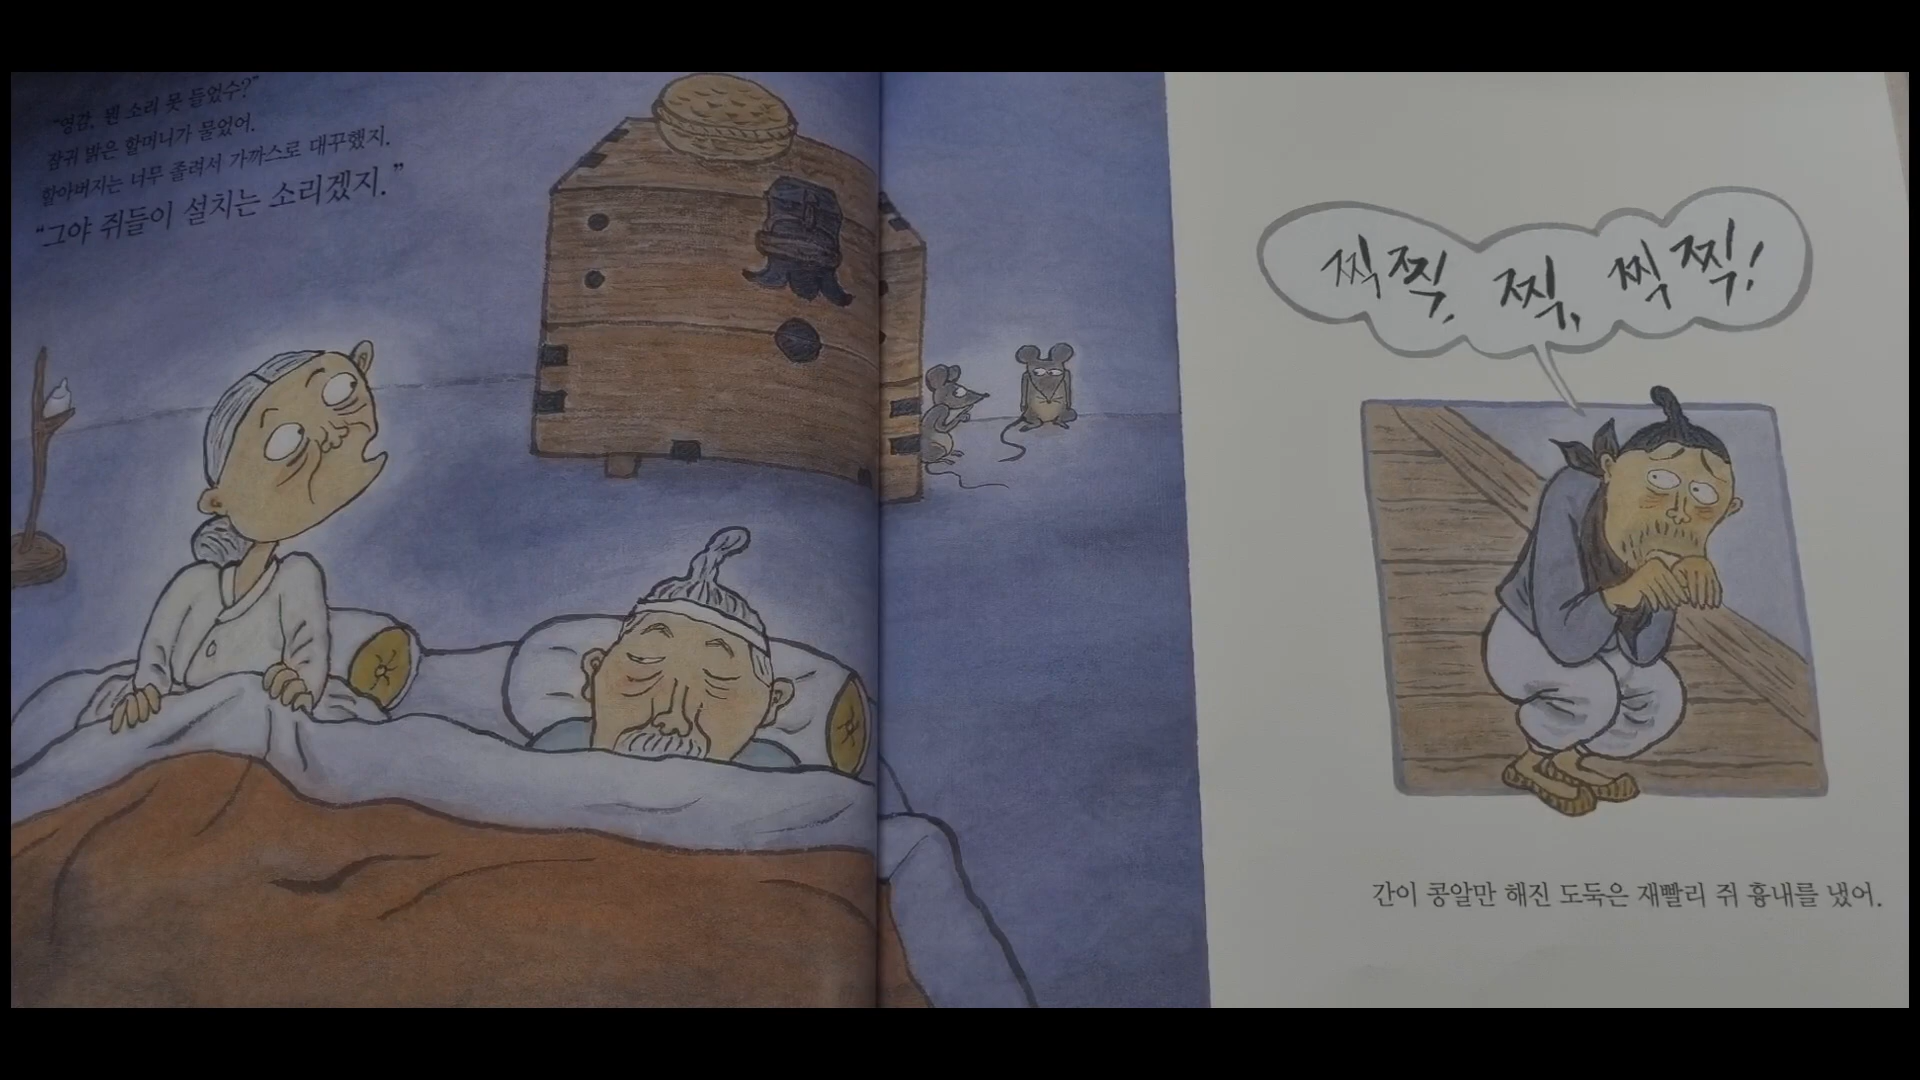 "영감, 웬 소리 못 들었수?"
잠귀 밝은 할머니가 물었어.
할아버지는 너무 졸려서 가까스로 대꾸했지.
"그야 쥐들이 설치는 소리겠지."
찍찍, 찍, 찍찍!
간이 콩알만 해진 도둑은 재빨리 쥐 흉내를 냈어.